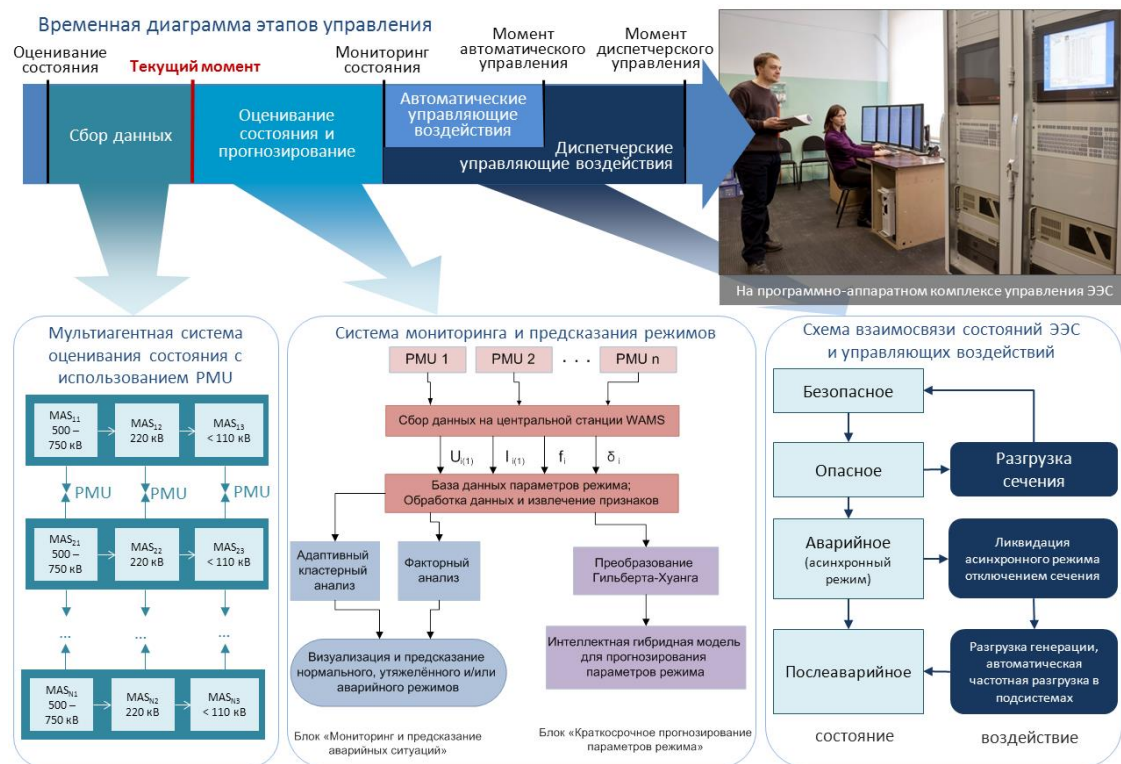 Временная диаграмма этапов управления
Оценивание
состояния
Текущий момент
Мониторинг
состояния
Момент
автоматического
управления
Момент
диспетчерского
управления
Сбор данных
Оценивание
состояния и
прогнозирование
Автоматические
управляющие
воздействия
Диспетчерские
управляющие воздействия
На программно-аппаратном комплексе управления ЭЭС
Мультиагентная система
оценивания состояния с
использованием PMU
MAS₁₁
500 –
750 кВ
MAS₁₂
220 кВ
MAS₁₃
< 110 кВ
PMU
PMU
PMU
MAS₂₁
500 –
750 кВ
MAS₂₂
220 кВ
MAS₂₃
< 110 кВ
...
...
...
MAS_N1
500 –
750 кВ
MAS_N2
220 кВ
MAS_N3
< 110 кВ
Система мониторинга и предсказания режимов
PMU 1
PMU 2
. . .
PMU n
Сбор данных на центральной станции WAMS
U i(1)
I i(1)
f i
δ i
База данных параметров режима;
Обработка данных и извлечение признаков
Адаптивный
кластерный
анализ
Факторный
анализ
Преобразование
Гильберта-Хуанга
Визуализация и предсказание
нормального, утяжелённого и/или
аварийного режимов
Интеллектная гибридная модель
для прогнозирования
параметров режима
Блок «Мониторинг и предсказание
аварийных ситуаций»
Блок «Краткосрочное прогнозирование
параметров режима»
Схема взаимосвязи состояний ЭЭС
и управляющих воздействий
Безопасное
Опасное
Разгрузка
сечения
Аварийное
(асинхронный
режим)
Ликвидация
асинхронного режима
отключением сечения
Послеаварийное
Разгрузка генерации,
автоматическая
частотная разгрузка в
подсистемах
состояние
воздействие